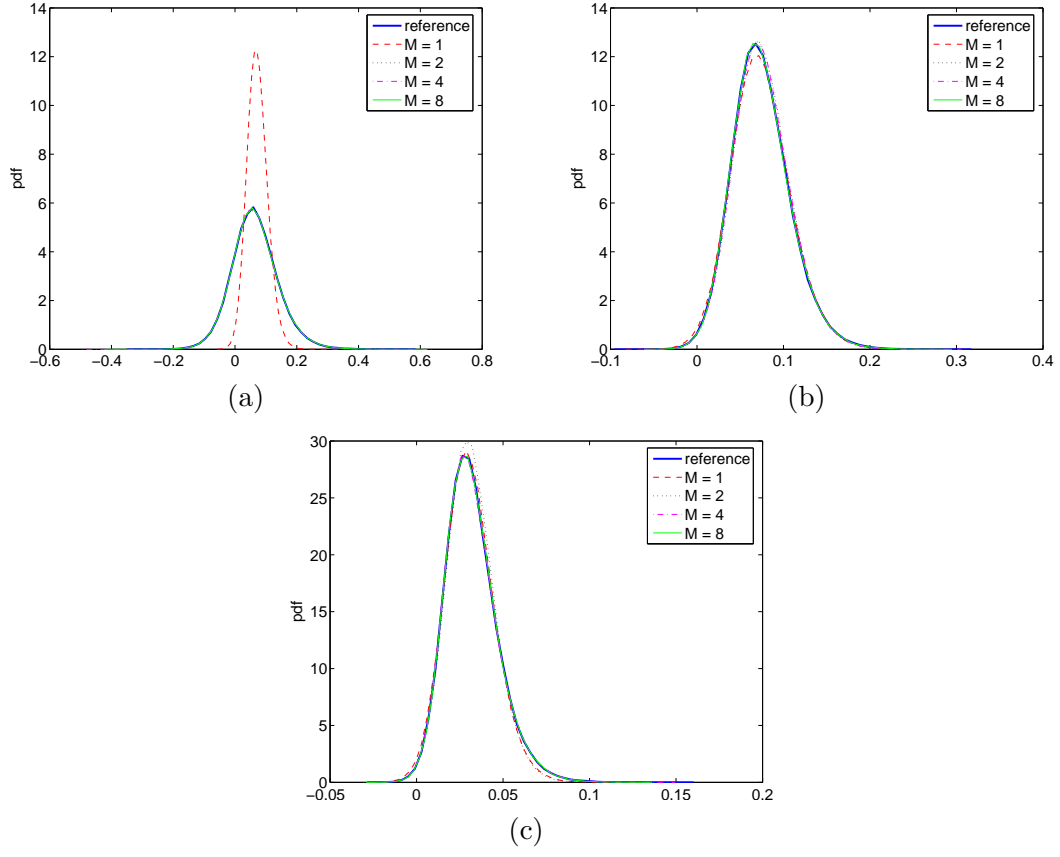 14
12
10
8
6
4
2
0
pdf
−0.6
−0.4
−0.2
0
0.2
0.4
0.6
0.8
reference
M = 1
M = 2
M = 4
M = 8
(a)
14
12
10
8
6
4
2
0
pdf
−0.1
0
0.1
0.2
0.3
0.4
reference
M = 1
M = 2
M = 4
M = 8
(b)
30
25
20
15
10
5
0
pdf
−0.05
0
0.05
0.1
0.15
0.2
reference
M = 1
M = 2
M = 4
M = 8
(c)